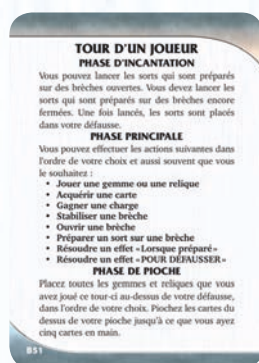 TOUR D'UN JOUEUR
PHASE D'INCANTATION
Vous pouvez lancer les sorts qui sont préparés
sur des brèches ouvertes. Vous devez lancer les
sorts qui sont préparés sur des brèches encore
fermées. Une fois lancés, les sorts sont placés
dans votre défausse.
PHASE PRINCIPALE
Vous pouvez effectuer les actions suivantes dans
l'ordre de votre choix et aussi souvent que vous
le souhaitez :
• Jouer une gemme ou une relique
• Acquérir une carte
• Gagner une charge
• Stabiliser une brèche
• Ouvrir une brèche
• Préparer un sort sur une brèche
• Résoudre un effet «Lorsque préparé»
• Résoudre un effet «POUR DÉFAUSSER»
PHASE DE PIOCHE
Placez toutes les gemmes et reliques que vous
avez joué ce tour-ci au-dessus de votre défausse,
dans l'ordre de votre choix. Piochez les cartes du
dessus de votre pioche jusqu'à ce que vous ayez
cinq cartes en main.
BS1